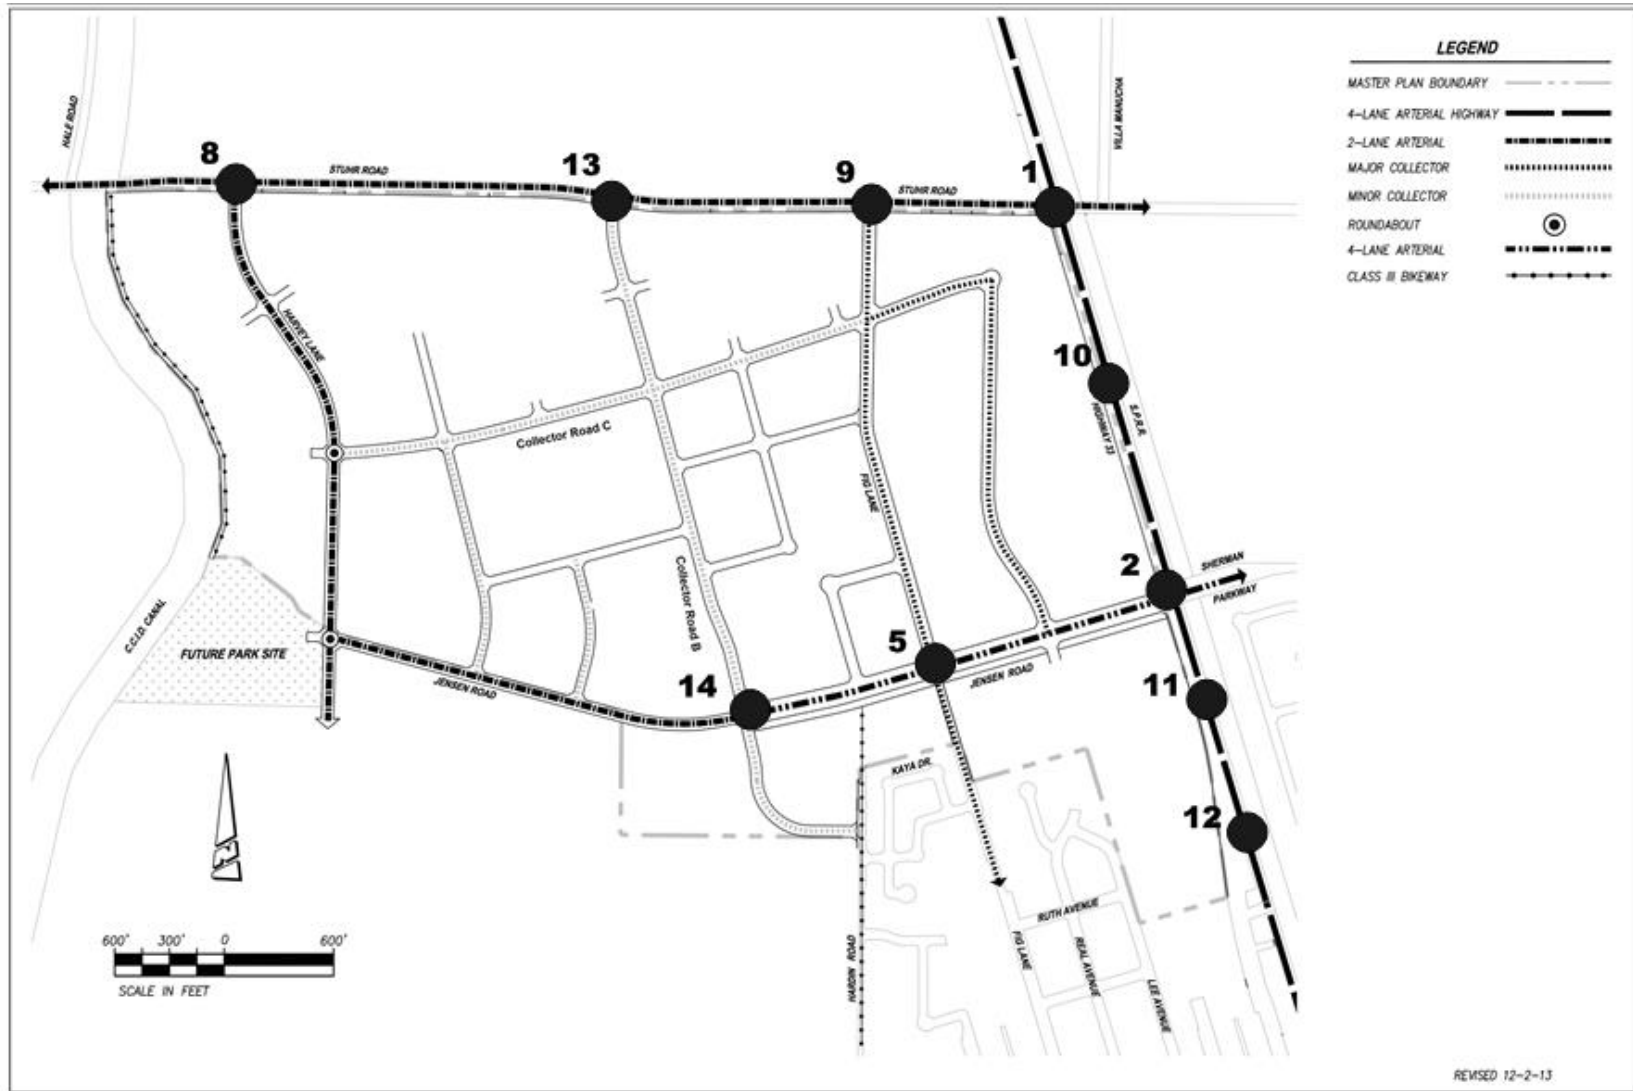 LEGEND
MASTER PLAN BOUNDARY
4-LANE ARTERIAL HIGHWAY
2-LANE ARTERIAL
MAJOR COLLECTOR
MINOR COLLECTOR
ROUNDABOUT
4-LANE ARTERIAL
CLASS III BIKEWAY
HALE ROAD
VILLA MANUCHA
8
STUHR ROAD
13
9
STUHR ROAD
1
HARVEY LANE
10
HIGHWAY 33
S.P.R.R.
Collector Road C
FIG LANE
2
SHERMAN
PARKWAY
Collector Road B
C.C.I.D. CANAL
FUTURE PARK SITE
5
JENSEN ROAD
JENSEN ROAD
14
11
KAYA DR.
12
RUTH AVENUE
FIG LANE
REAL AVENUE
LEE AVENUE
HARDIN ROAD
600' 300' 0 600'
SCALE IN FEET
REVISED 12-2-13